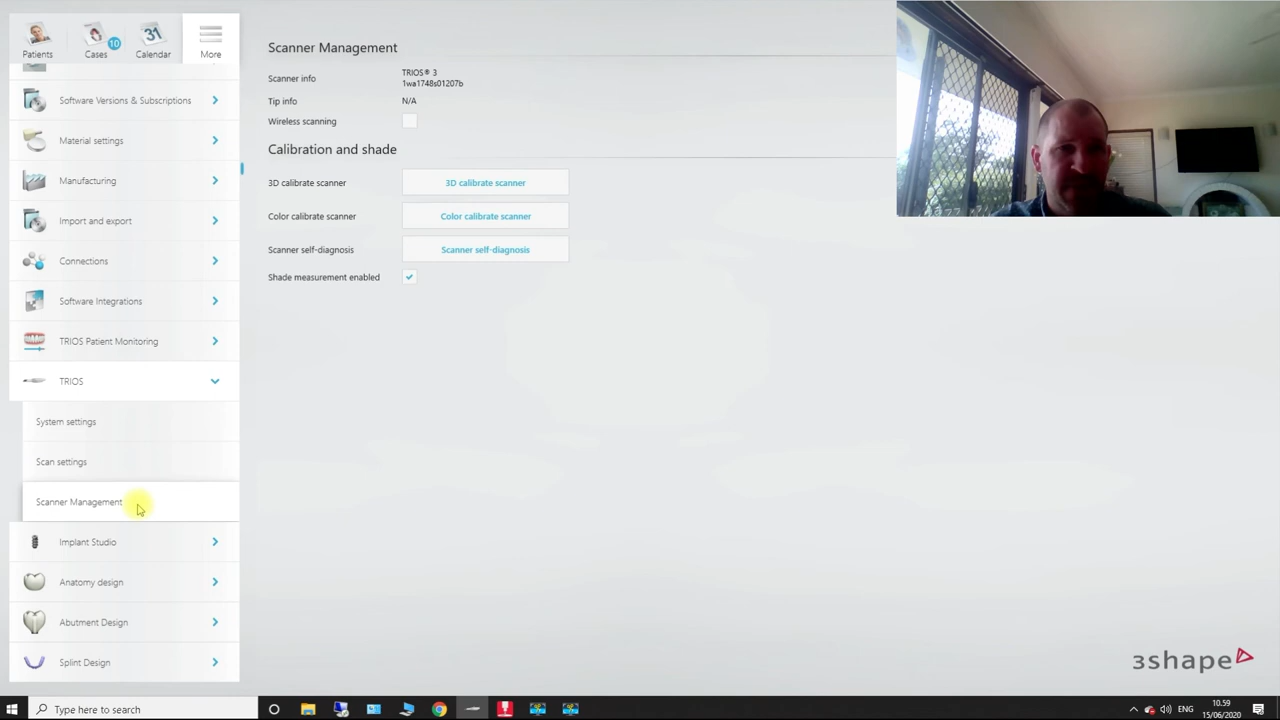 Patients
Cases
10
31
Calendar
More
Software Versions & Subscriptions
Material settings
Manufacturing
Import and export
Connections
Software Integrations
TRIOS Patient Monitoring
TRIOS
System settings
Scan settings
Scanner Management
Implant Studio
Anatomy design
Abutment Design
Splint Design
Scanner Management
Scanner info
TRIOS® 3
1wa1748s01207b
Tip info
N/A
Wireless scanning
Calibration and shade
3D calibrate scanner
3D calibrate scanner
Color calibrate scanner
Color calibrate scanner
Scanner self-diagnosis
Scanner self-diagnosis
Shade measurement enabled
3shape
Type here to search
ENG
10.59
15/06/2020